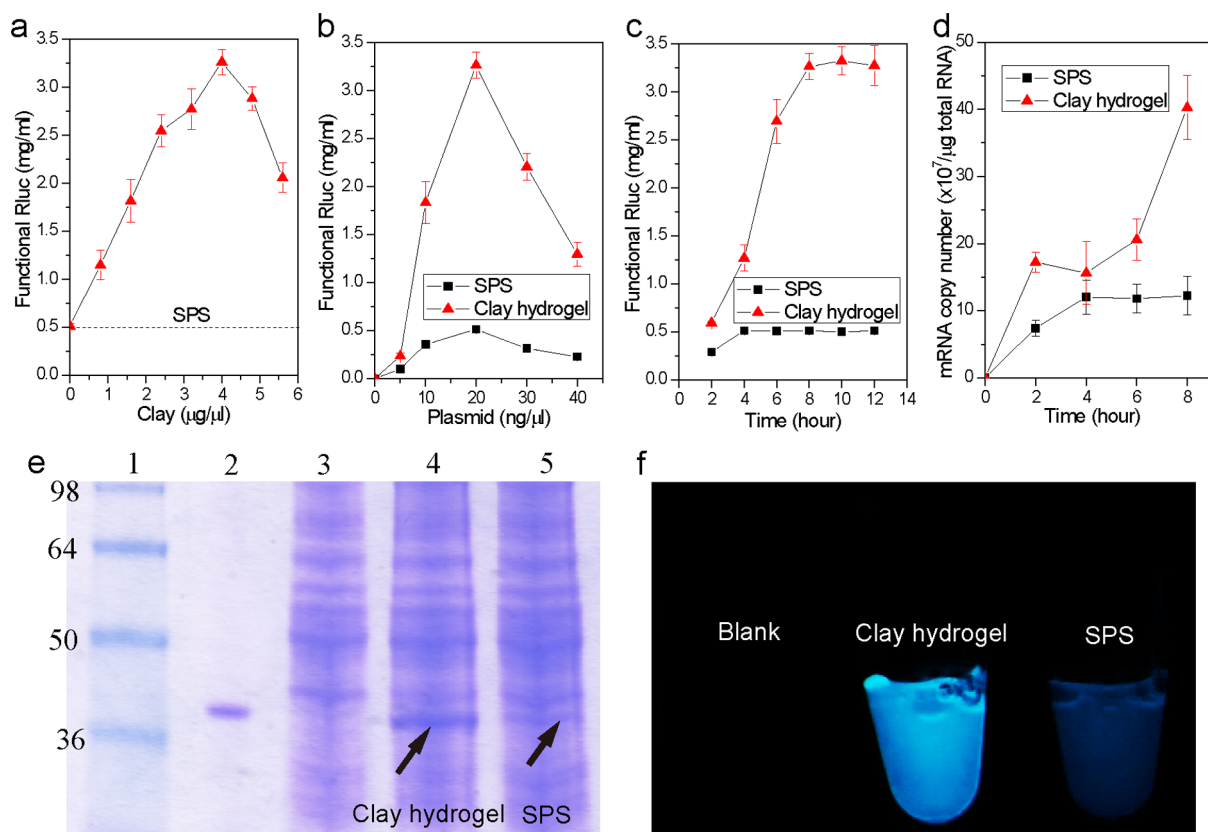 a
Functional Rluc (mg/ml)
3.5
3.0
2.5
2.0
1.5
1.0
0.5
0.0
SPS
0 1 2 3 4 5 6
Clay (µg/µl)
b
Functional Rluc (mg/ml)
3.5
3.0
2.5
2.0
1.5
1.0
0.5
0.0
SPS
Clay hydrogel
0 10 20 30 40
Plasmid (ng/µl)
c
Functional Rluc (mg/ml)
3.5
3.0
2.5
2.0
1.5
1.0
0.5
0.0
SPS
Clay hydrogel
0 2 4 6 8 10 12 14
Time (hour)
d
mRNA copy number (x10⁷/µg total RNA)
50
40
30
20
10
0
SPS
Clay hydrogel
0 2 4 6 8
Time (hour)
e
1 2 3 4 5
98
64
50
36
Clay hydrogel SPS
f
Blank Clay hydrogel SPS